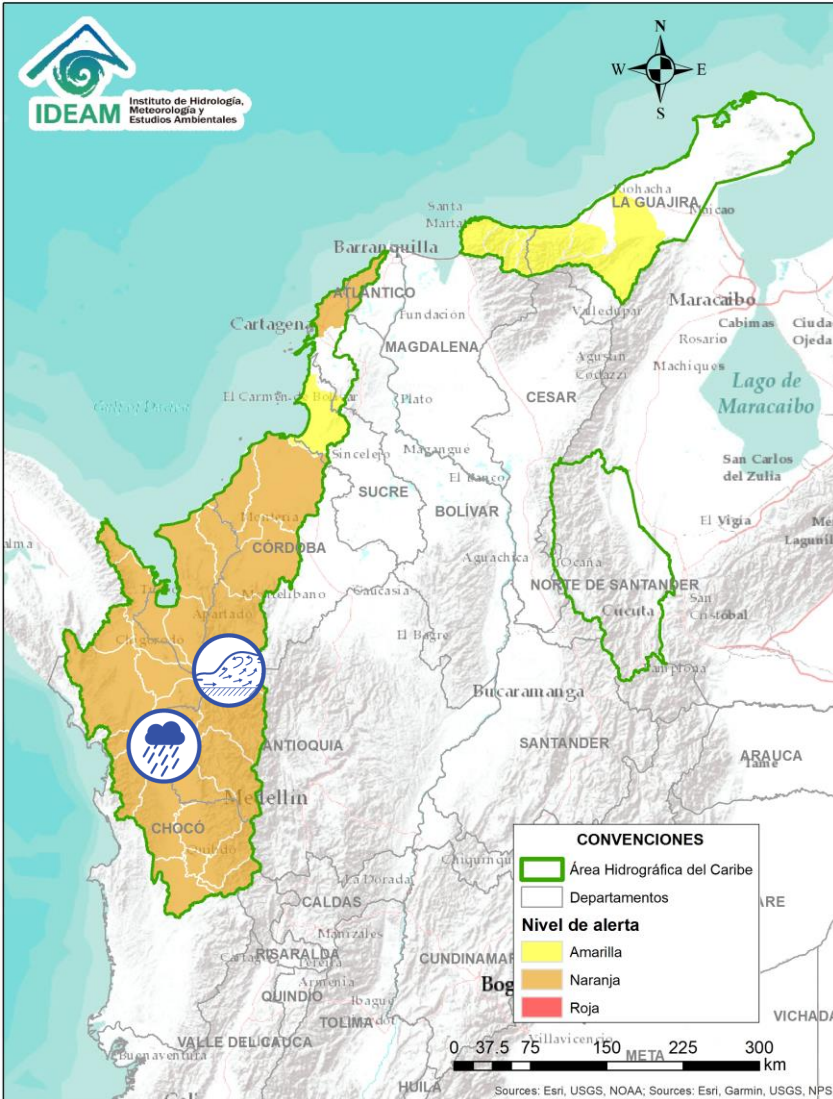 IDEAM
Instituto de Hidrología,
Meteorología y
Estudios Ambientales
N
W
E
S
Santa
Marta
LA GUAJIRA
Maicao
Barranquilla
ATLÁNTICO
Cartagena
Fundación
Maracaibo
Cabimas
Ciudad
Ojeda
Valledupar
Rosario
MAGDALENA
Agustín
Codazzi
Machiques
CESAR
Lago de
Maracaibo
El Carmen de Bolívar
Plato
Sincelejo
Magangué
San Carlos
del Zulia
El Banco
SUCRE
BOLÍVAR
Montería
El Vigía
CÓRDOBA
Aguachica
Ocaña
NORTE DE SANTANDER
Caucasia
Cúcuta
San
Cristóbal
Apartadó
El Bagre
Pamplona
Bucaramanga
ANTIOQUIA
SANTANDER
ARAUCA
Tame
Medellín
CHOCÓ
Quibdó
La Dorada
CALDAS
Manizales
RISARALDA
Pereira
Armenia
QUINDÍO
Ibagué
TOLIMA
VALLE DEL CAUCA
Buenaventura
HUILA
META
Villavicencio
VICHADA
CONVENCIONES
Área Hidrográfica del Caribe
Departamentos
Nivel de alerta
Amarilla
Naranja
Roja
0 37.5 75 150 225 300
km
Sources: Esri, USGS, NOAA; Sources: Esri, Garmin, USGS, NPS